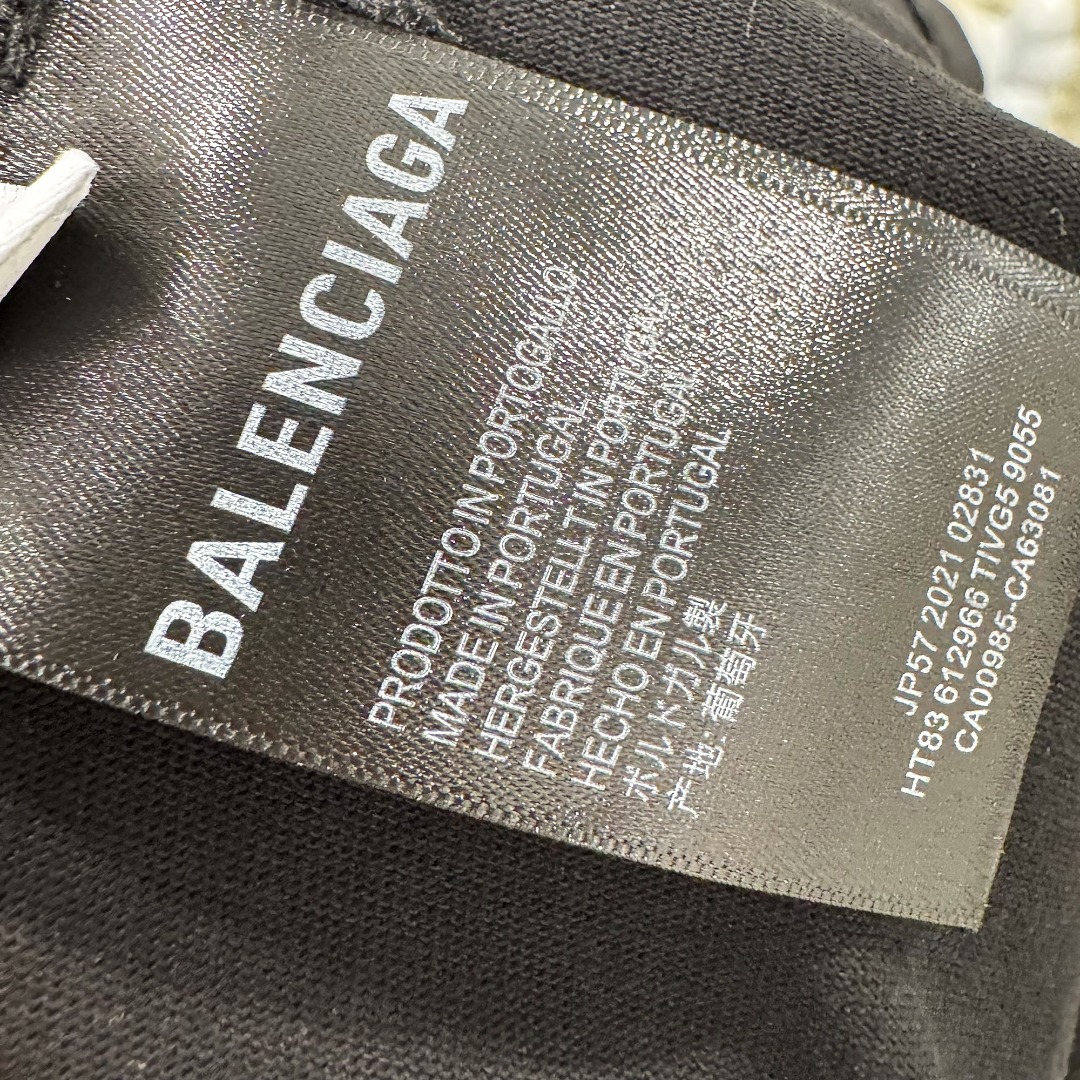 BALENCIAGA
PRODOTTO IN PORTOGALLO
MADE IN PORTUGAL
HERGESTELLT IN PORTUGAL
FABRIQUE EN PORTUGAL
HECHO EN PORTUGAL
ボルトガル製
产地:葡萄牙
JP57 2021 02831
HT83 612966 TIVG5 9055
CA00985-CA63081